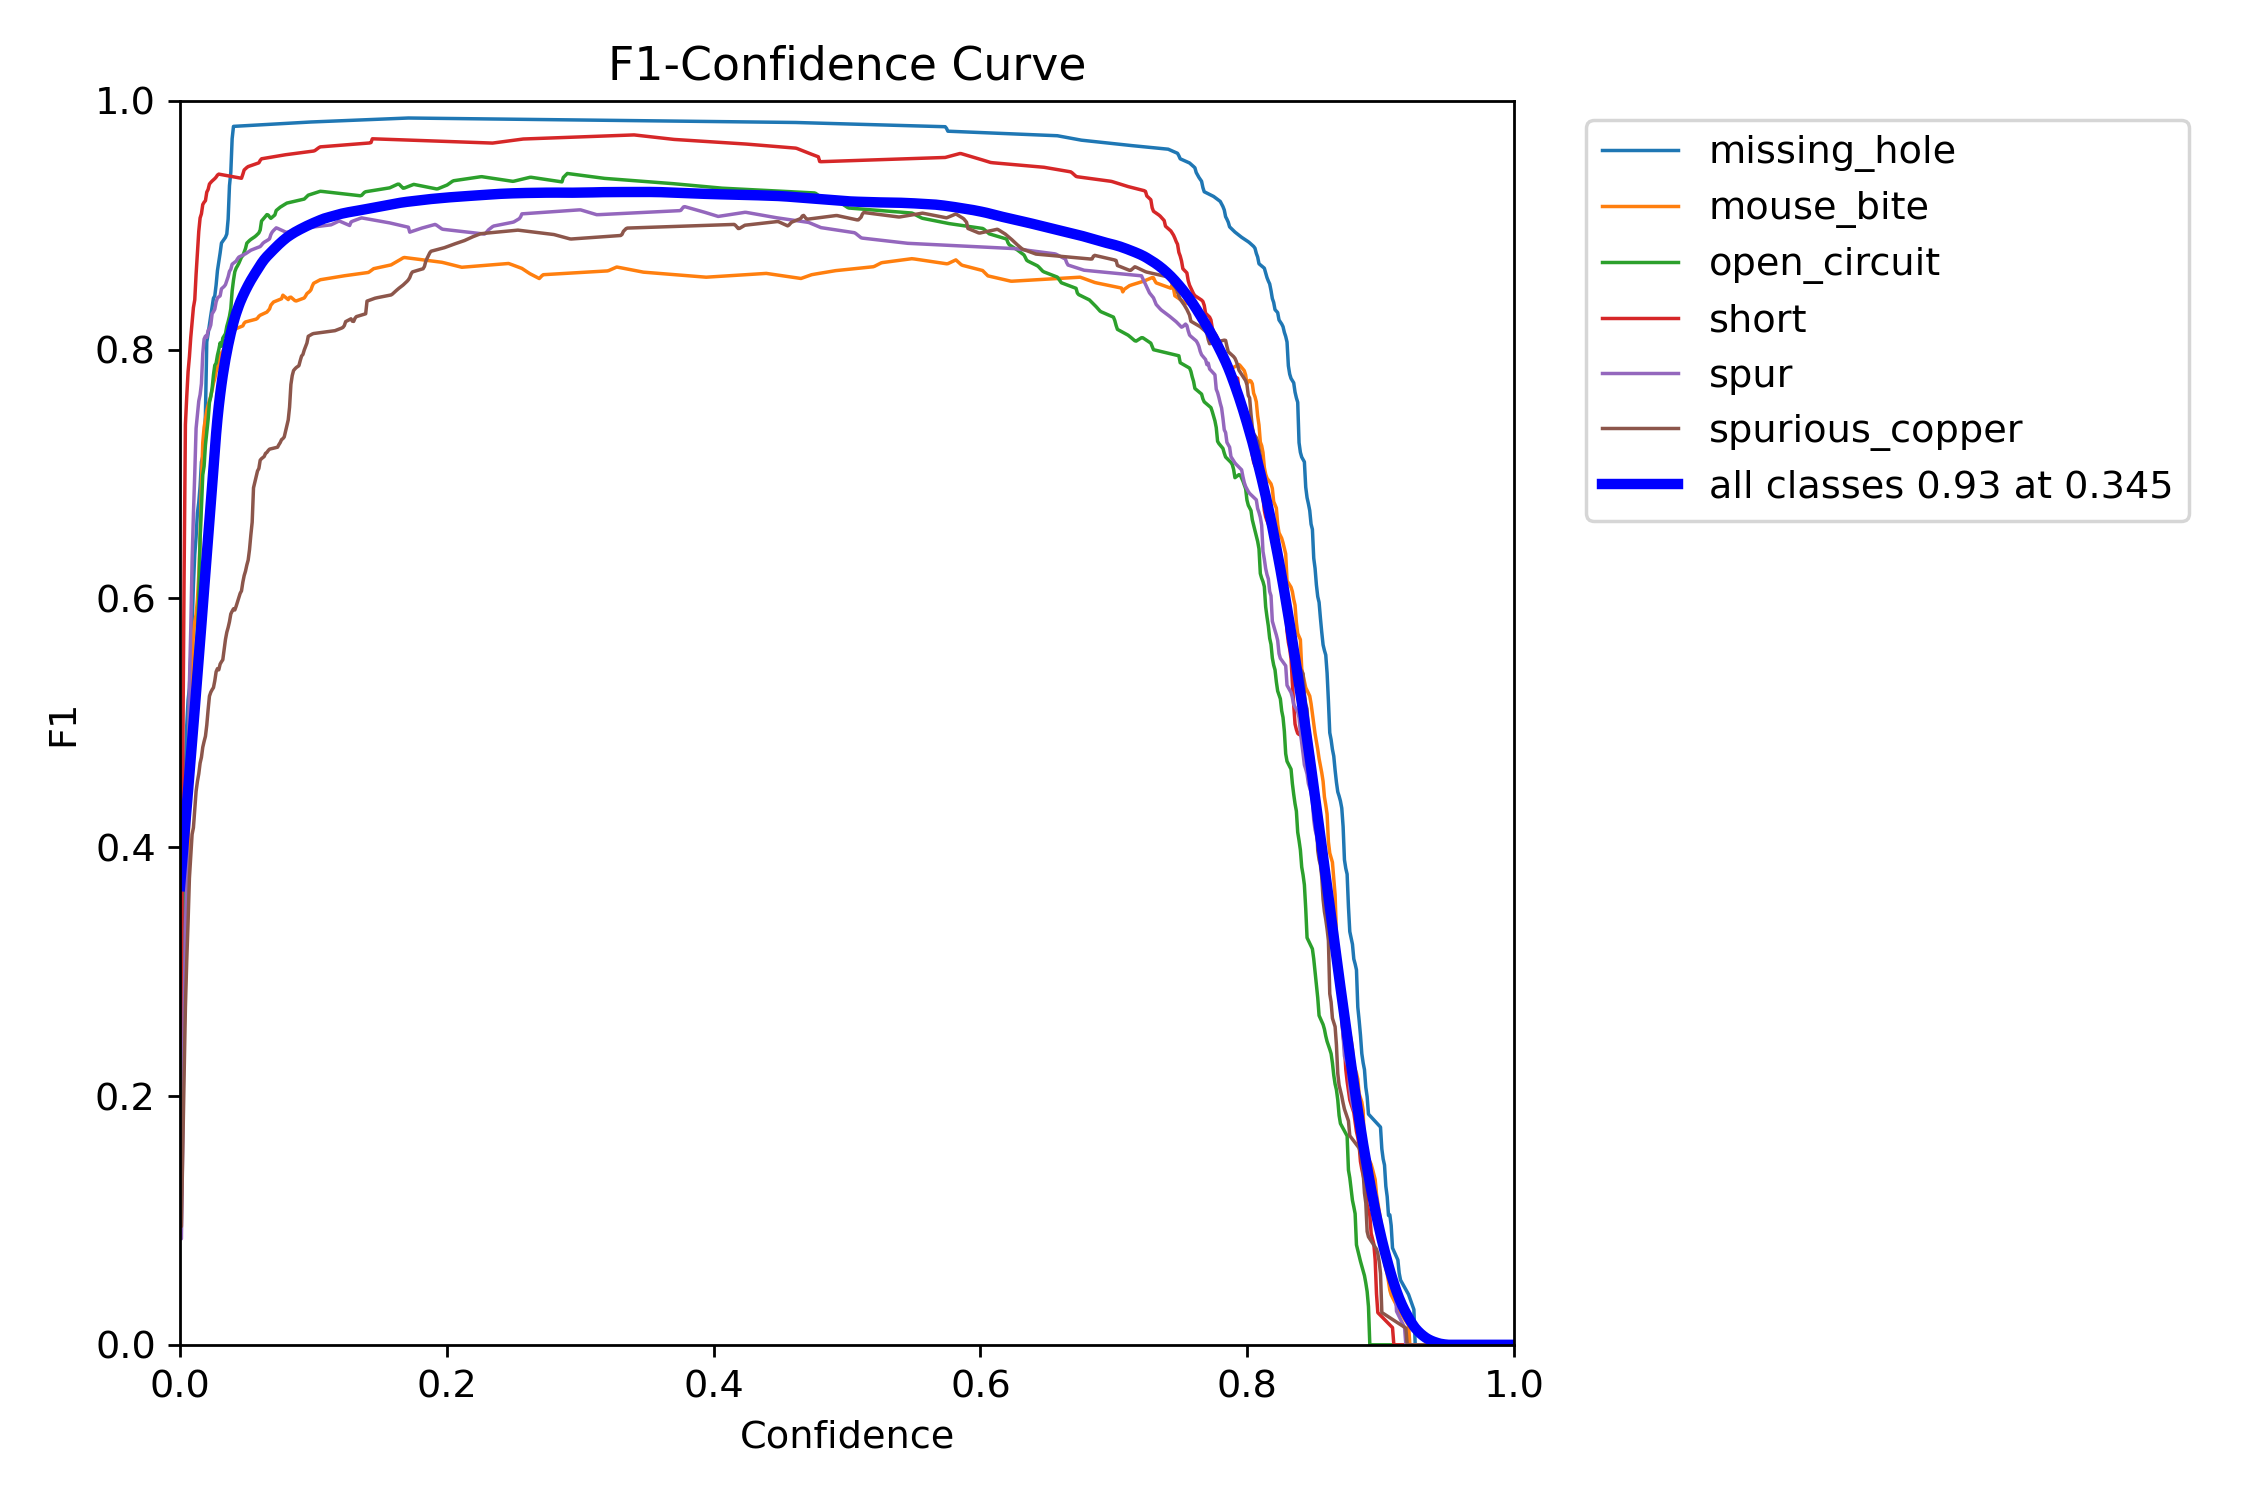 F1-Confidence Curve
1.0
0.8
0.6
0.4
0.2
0.0
F1
0.0 0.2 0.4 0.6 0.8 1.0
Confidence
missing_hole
mouse_bite
open_circuit
short
spur
spurious_copper
all classes 0.93 at 0.345